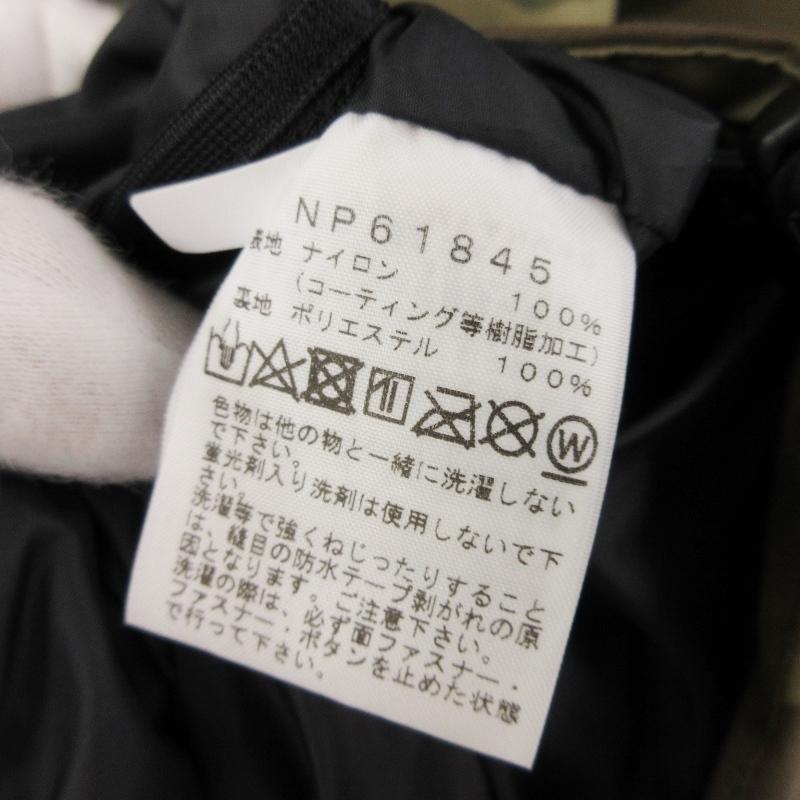 NP61845
表地 ナイロン 100%
(コーティング等樹脂加工)
裏地 ポリエステル 100%
W
色物は他の物と一緒に洗濯しない
で下さい。
蛍光剤入り洗剤は使用しないで下
さい。
洗濯等で強くねじったりすること
は、縫目の防水テープ剥がれの原
因となります。ご注意下さい。
洗濯の際は、必ず面ファスナー・
ファスナー・ボタンを止めた状態
で行って下さい。